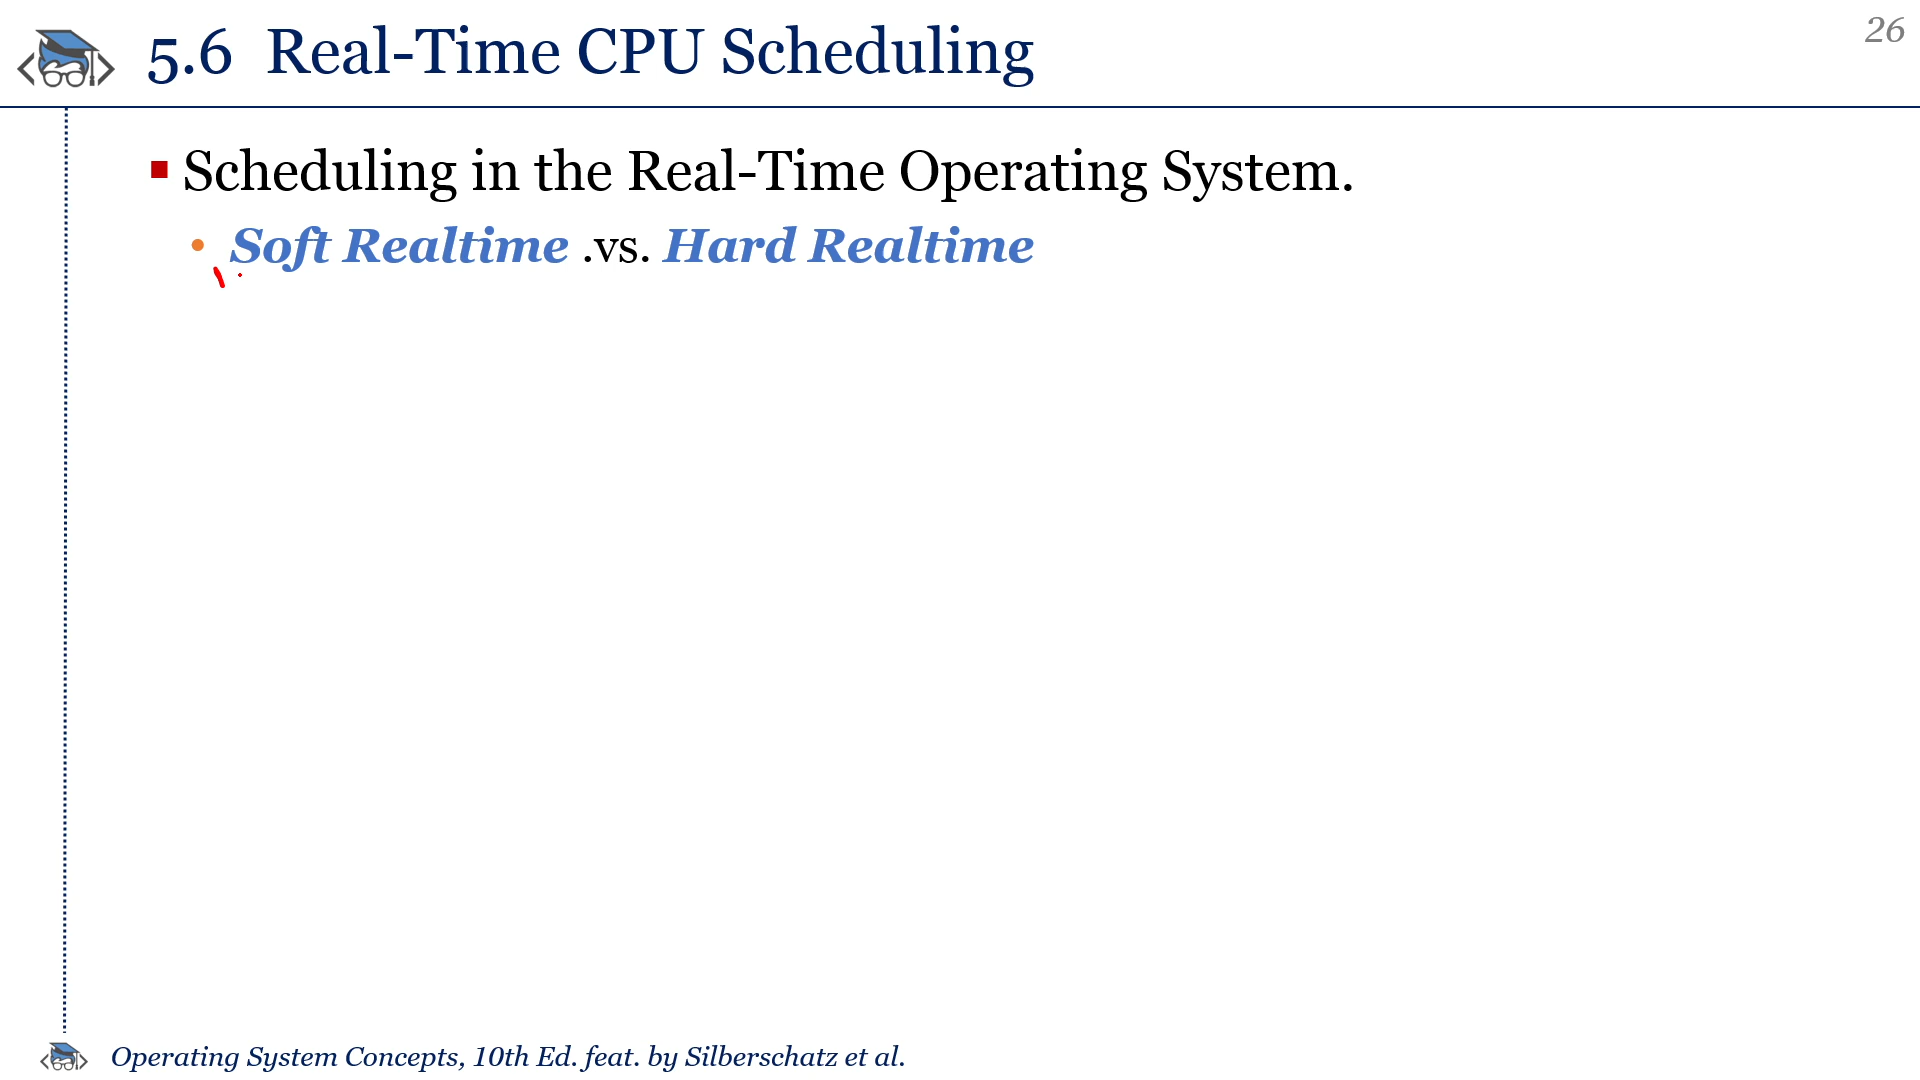 26
5.6 Real-Time CPU Scheduling
Scheduling in the Real-Time Operating System.
Soft Realtime .vs. Hard Realtime
Operating System Concepts, 10th Ed. feat. by Silberschatz et al.